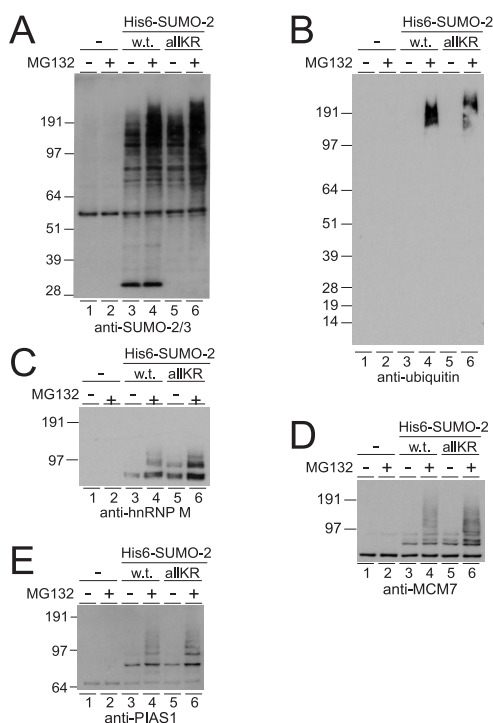 A
His6-SUMO-2
- w.t. allKR
MG132 - + - + - +
191
97
64
51
39
28
1 2 3 4 5 6
anti-SUMO-2/3
B
His6-SUMO-2
- w.t. allKR
MG132 - + - + - +
191
97
64
51
39
28
19
14
1 2 3 4 5 6
anti-ubiquitin
C
His6-SUMO-2
- w.t. allKR
MG132 - + - + - +
191
97
1 2 3 4 5 6
anti-hnRNP M
D
His6-SUMO-2
- w.t. allKR
MG132 - + - + - +
191
97
1 2 3 4 5 6
anti-MCM7
E
His6-SUMO-2
- w.t. allKR
MG132 - + - + - +
191
97
64
1 2 3 4 5 6
anti-PIAS1